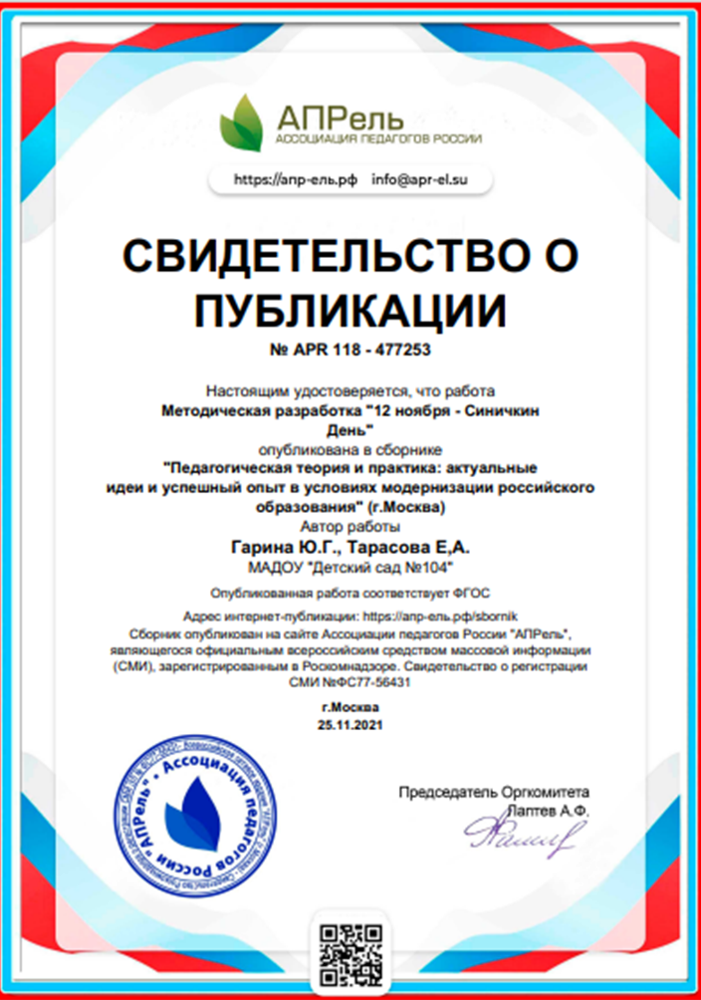 АПРель
АССОЦИАЦИЯ ПЕДАГОГОВ РОССИИ
https://апр-ель.рф info@apr-el.su
СВИДЕТЕЛЬСТВО О
ПУБЛИКАЦИИ
№ APR 118 - 477253
Настоящим удостоверяется, что работа
Методическая разработка "12 ноября - Синичкин
День"
опубликована в сборнике
"Педагогическая теория и практика: актуальные
идеи и успешный опыт в условиях модернизации российского
образования" (г.Москва)
Автор работы
Гарина Ю.Г., Тарасова Е,А.
МАДОУ "Детский сад №104"
Опубликованная работа соответствует ФГОС
Адрес интернет-публикации: https://апр-ель.рф/sbornik
Сборник опубликован на сайте Ассоциации педагогов России "АПРель",
являющегося официальным всероссийским средством массовой информации
(СМИ), зарегистрированным в Роскомнадзоре. Свидетельство о регистрации
СМИ №ФС77-56431
г.Москва
25.11.2021
Ассоциация педагогов России "АПРель"
Председатель Оргкомитета
Лаптев А.Ф.